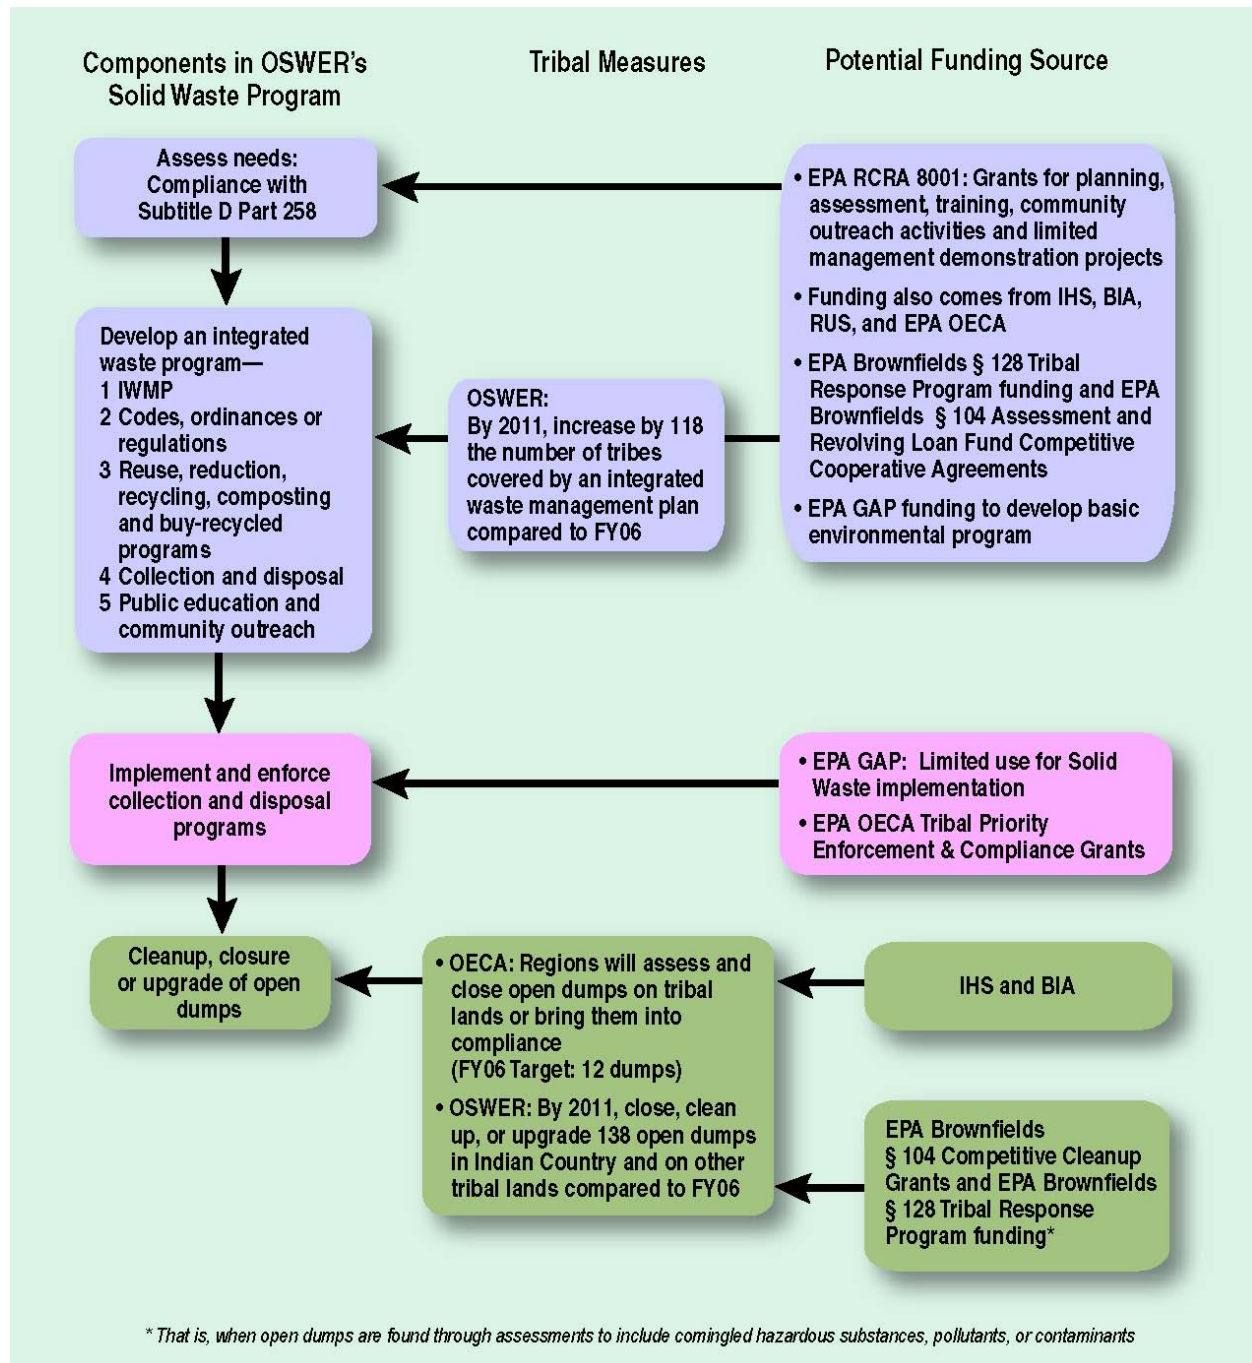 Components in OSWER's
Solid Waste Program
Tribal Measures
Potential Funding Source
Assess needs:
Compliance with
Subtitle D Part 258
• EPA RCRA 8001: Grants for planning,
assessment, training, community
outreach activities and limited
management demonstration projects
• Funding also comes from IHS, BIA,
RUS, and EPA OECA
• EPA Brownfields § 128 Tribal
Response Program funding and EPA
Brownfields § 104 Assessment and
Revolving Loan Fund Competitive
Cooperative Agreements
• EPA GAP funding to develop basic
environmental program
Develop an integrated
waste program—
1 IWMP
2 Codes, ordinances or
regulations
3 Reuse, reduction,
recycling, composting
and buy-recycled
programs
4 Collection and disposal
5 Public education and
community outreach
OSWER:
By 2011, increase by 118
the number of tribes
covered by an integrated
waste management plan
compared to FY06
Implement and enforce
collection and disposal
programs
• EPA GAP: Limited use for Solid
Waste implementation
• EPA OECA Tribal Priority
Enforcement & Compliance Grants
Cleanup, closure
or upgrade of open
dumps
• OECA: Regions will assess and
close open dumps on tribal
lands or bring them into
compliance
(FY06 Target: 12 dumps)
• OSWER: By 2011, close, clean
up, or upgrade 138 open dumps
in Indian Country and on other
tribal lands compared to FY06
IHS and BIA
EPA Brownfields
§ 104 Competitive Cleanup
Grants and EPA Brownfields
§ 128 Tribal Response
Program funding*
* That is, when open dumps are found through assessments to include comingled hazardous substances, pollutants, or contaminants